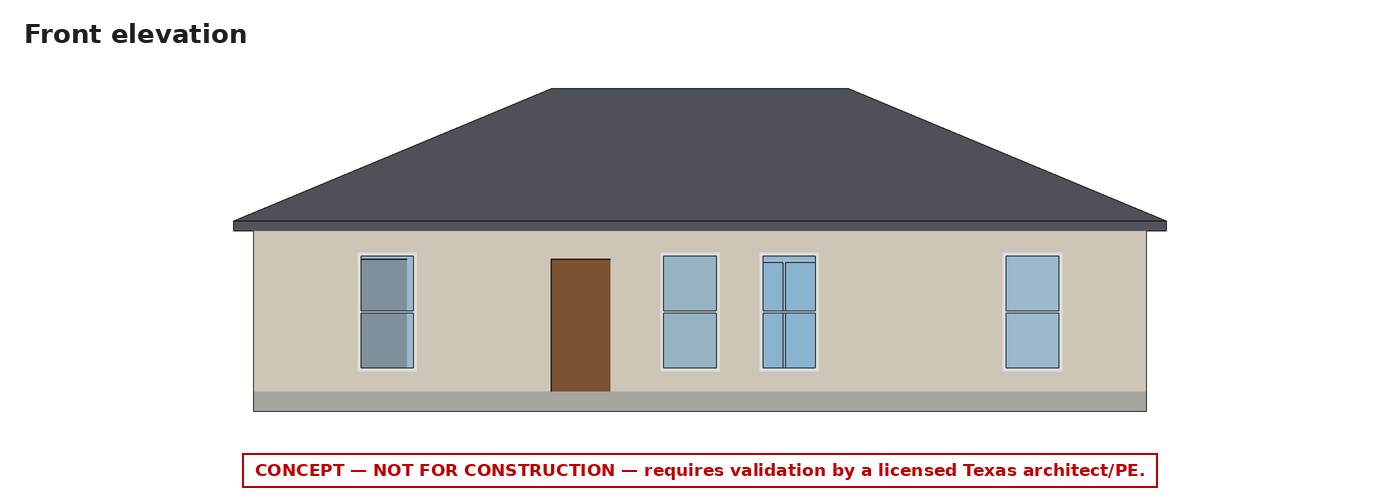 Front elevation
CONCEPT — NOT FOR CONSTRUCTION — requires validation by a licensed Texas architect/PE.